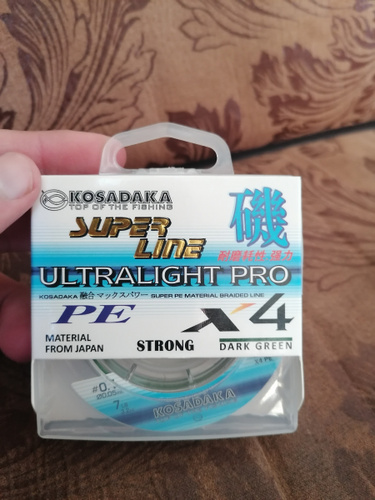 KOSADAKA
TOP OF THE FISHING
SUPER
LINE
磯
耐磨耗性 強力
ULTRALIGHT PRO
KOSADAKA 融合 マックスパワー SUPER PE MATERIAL BRAIDED LINE
PE
X4
MATERIAL
FROM JAPAN
STRONG
DARK GREEN
KOSADAKA